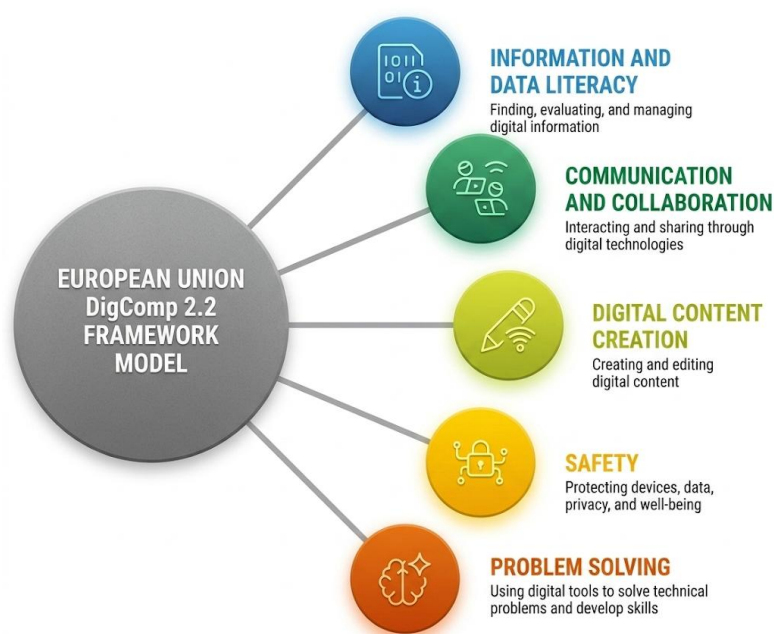 EUROPEAN UNION
DigComp 2.2
FRAMEWORK
MODEL
1011
01
i
INFORMATION AND
DATA LITERACY
Finding, evaluating, and managing
digital information
COMMUNICATION
AND COLLABORATION
Interacting and sharing through
digital technologies
DIGITAL CONTENT
CREATION
Creating and editing
digital content
SAFETY
Protecting devices, data,
privacy, and well-being
PROBLEM SOLVING
Using digital tools to solve technical
problems and develop skills